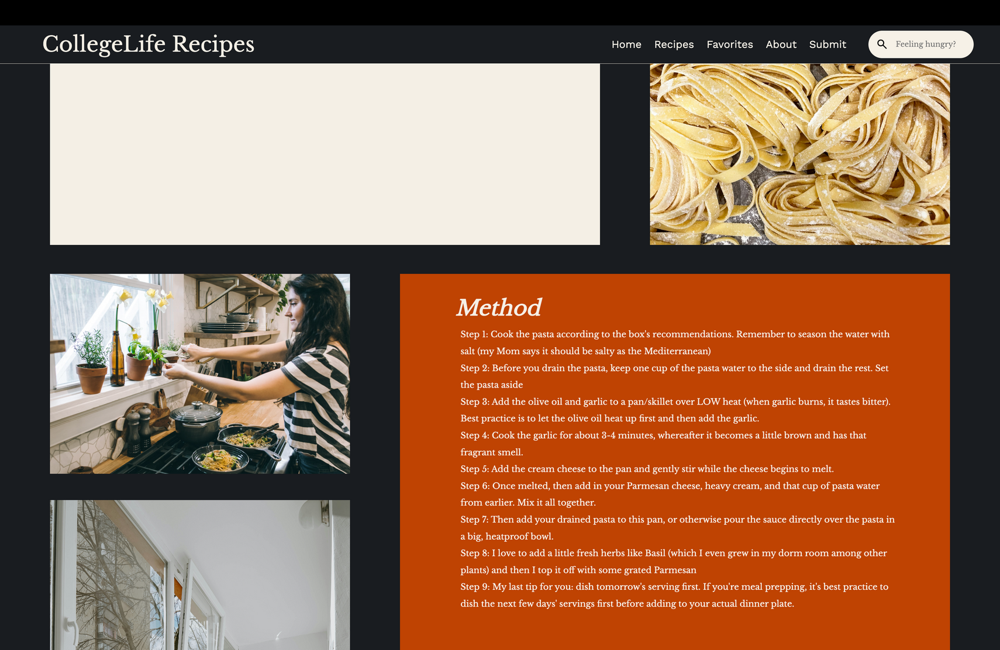 CollegeLife Recipes
Home Recipes Favorites About Submit
Feeling hungry?
Method
Step 1: Cook the pasta according to the box's recommendations. Remember to season the water with
salt (my Mom says it should be salty as the Mediterranean)
Step 2: Before you drain the pasta, keep one cup of the pasta water to the side and drain the rest. Set
the pasta aside
Step 3: Add the olive oil and garlic to a pan/skillet over LOW heat (when garlic burns, it tastes bitter).
Best practice is to let the olive oil heat up first and then add the garlic.
Step 4: Cook the garlic for about 3-4 minutes, whereafter it becomes a little brown and has that
fragrant smell.
Step 5: Add the cream cheese to the pan and gently stir while the cheese begins to melt.
Step 6: Once melted, then add in your Parmesan cheese, heavy cream, and that cup of pasta water
from earlier. Mix it all together.
Step 7: Then add your drained pasta to this pan, or otherwise pour the sauce directly over the pasta in
a big, heatproof bowl.
Step 8: I love to add a little fresh herbs like Basil (which I even grew in my dorm room among other
plants) and then I top it off with some grated Parmesan
Step 9: My last tip for you: dish tomorrow's serving first. If you're meal prepping, it's best practice to
dish the next few days' servings first before adding to your actual dinner plate.